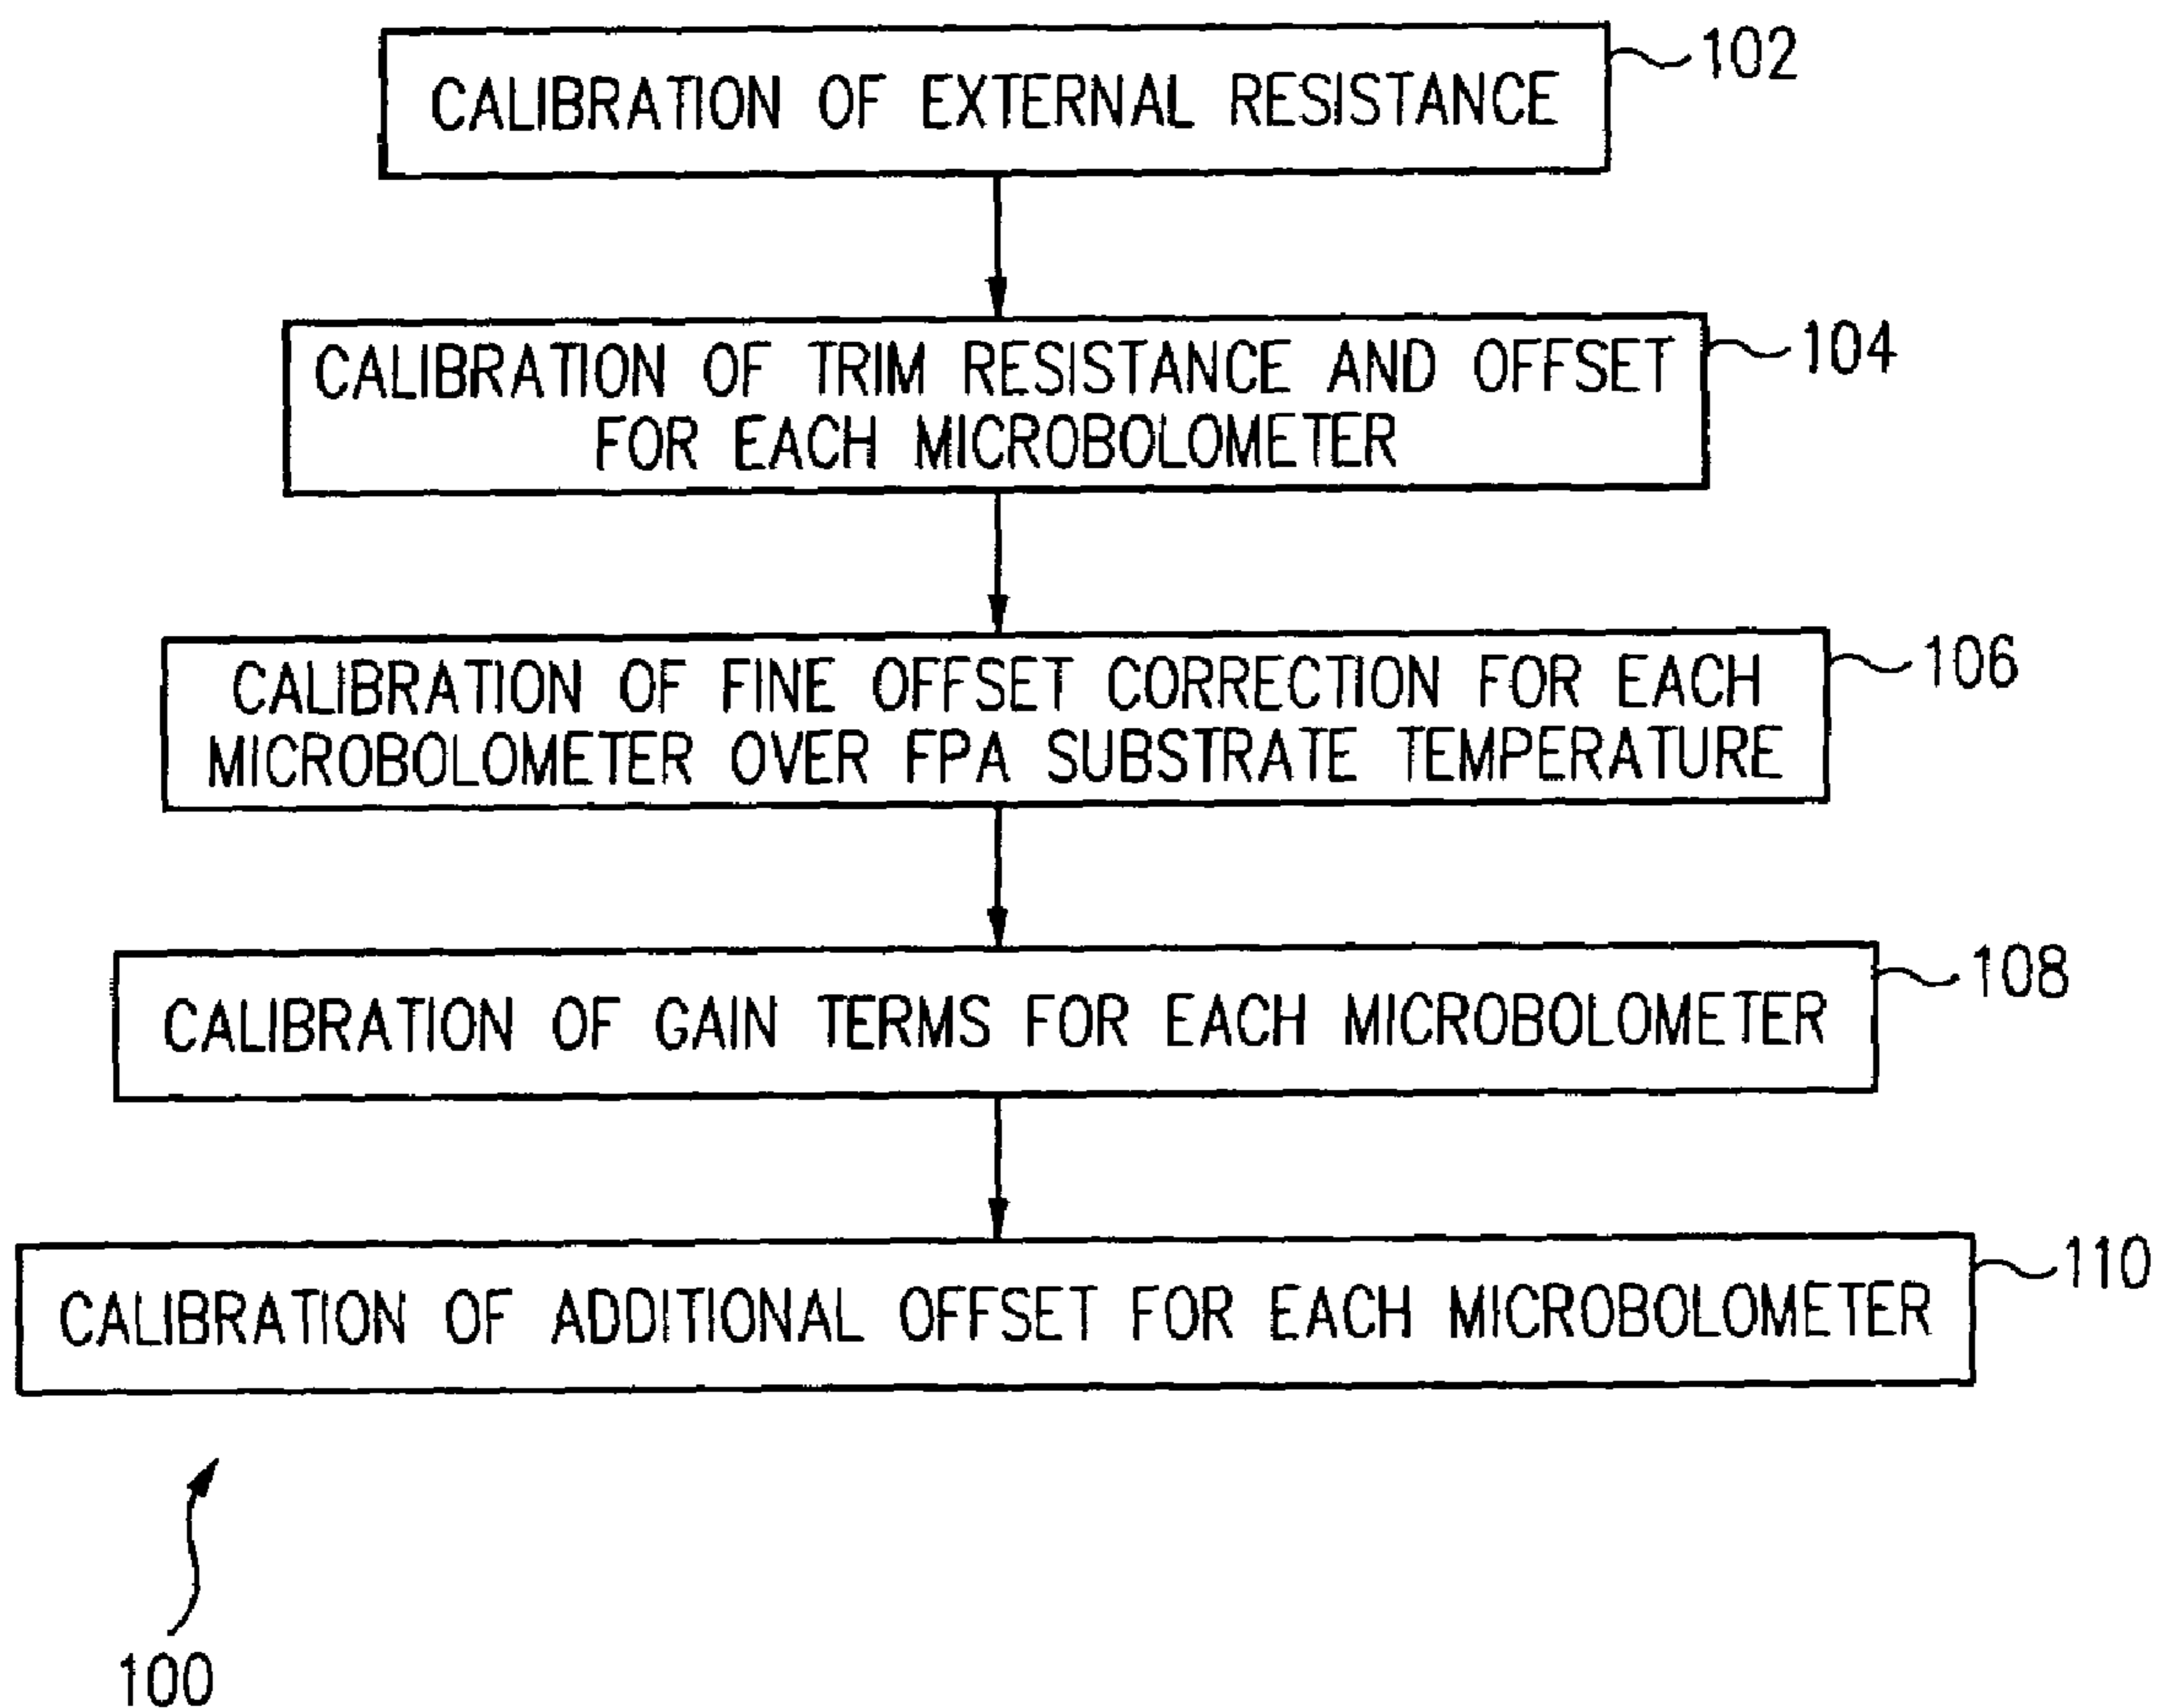 CALIBRATION OF EXTERNAL RESISTANCE
102
CALIBRATION OF TRIM RESISTANCE AND OFFSET
FOR EACH MICROBOLOMETER
104
CALIBRATION OF FINE OFFSET CORRECTION FOR EACH
MICROBOLOMETER OVER FPA SUBSTRATE TEMPERATURE
106
CALIBRATION OF GAIN TERMS FOR EACH MICROBOLOMETER
108
CALIBRATION OF ADDITIONAL OFFSET FOR EACH MICROBOLOMETER
110
100